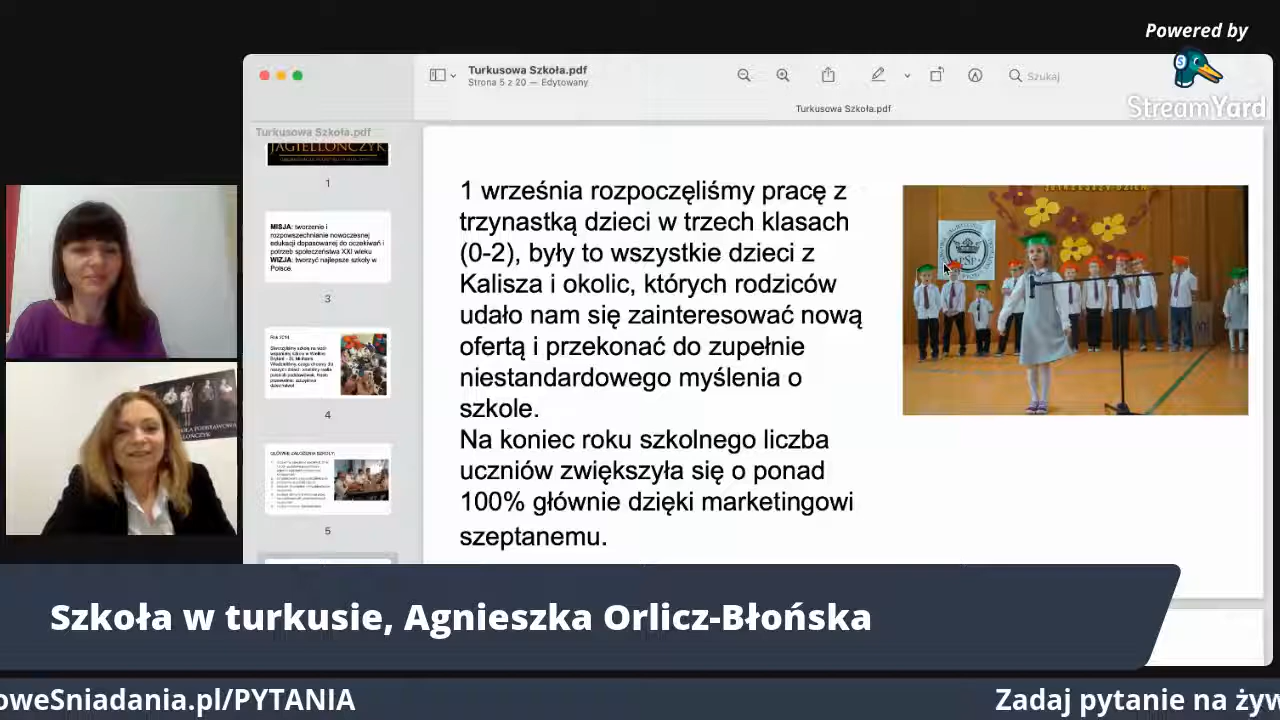 Powered by
StreamYard
Turkusowa Szkoła.pdf
Strona 5 z 20 — Edytowany
Szukaj
Turkusowa Szkoła.pdf
Turkusowa Szkoła.pdf
JAGIELLOŃCZYK
1
MISJA: tworzenie i
rozpowszechnianie nowoczesnej
edukacji dopasowanej do oczekiwań i
potrzeb społeczeństwa XXI wieku
WIZJA: tworzyć najlepsze szkoły w
Polsce.
3
4
5
1 września rozpoczęliśmy pracę z
trzynastką dzieci w trzech klasach
(0-2), były to wszystkie dzieci z
Kalisza i okolic, których rodziców
udało nam się zainteresować nową
ofertą i przekonać do zupełnie
niestandardowego myślenia o
szkole.
Na koniec roku szkolnego liczba
uczniów zwiększyła się o ponad
100% głównie dzięki marketingowi
szeptanemu.
Szkoła w turkusie, Agnieszka Orlicz-Błońska
oweSniadania.pl/PYTANIA
Zadaj pytanie na żyw